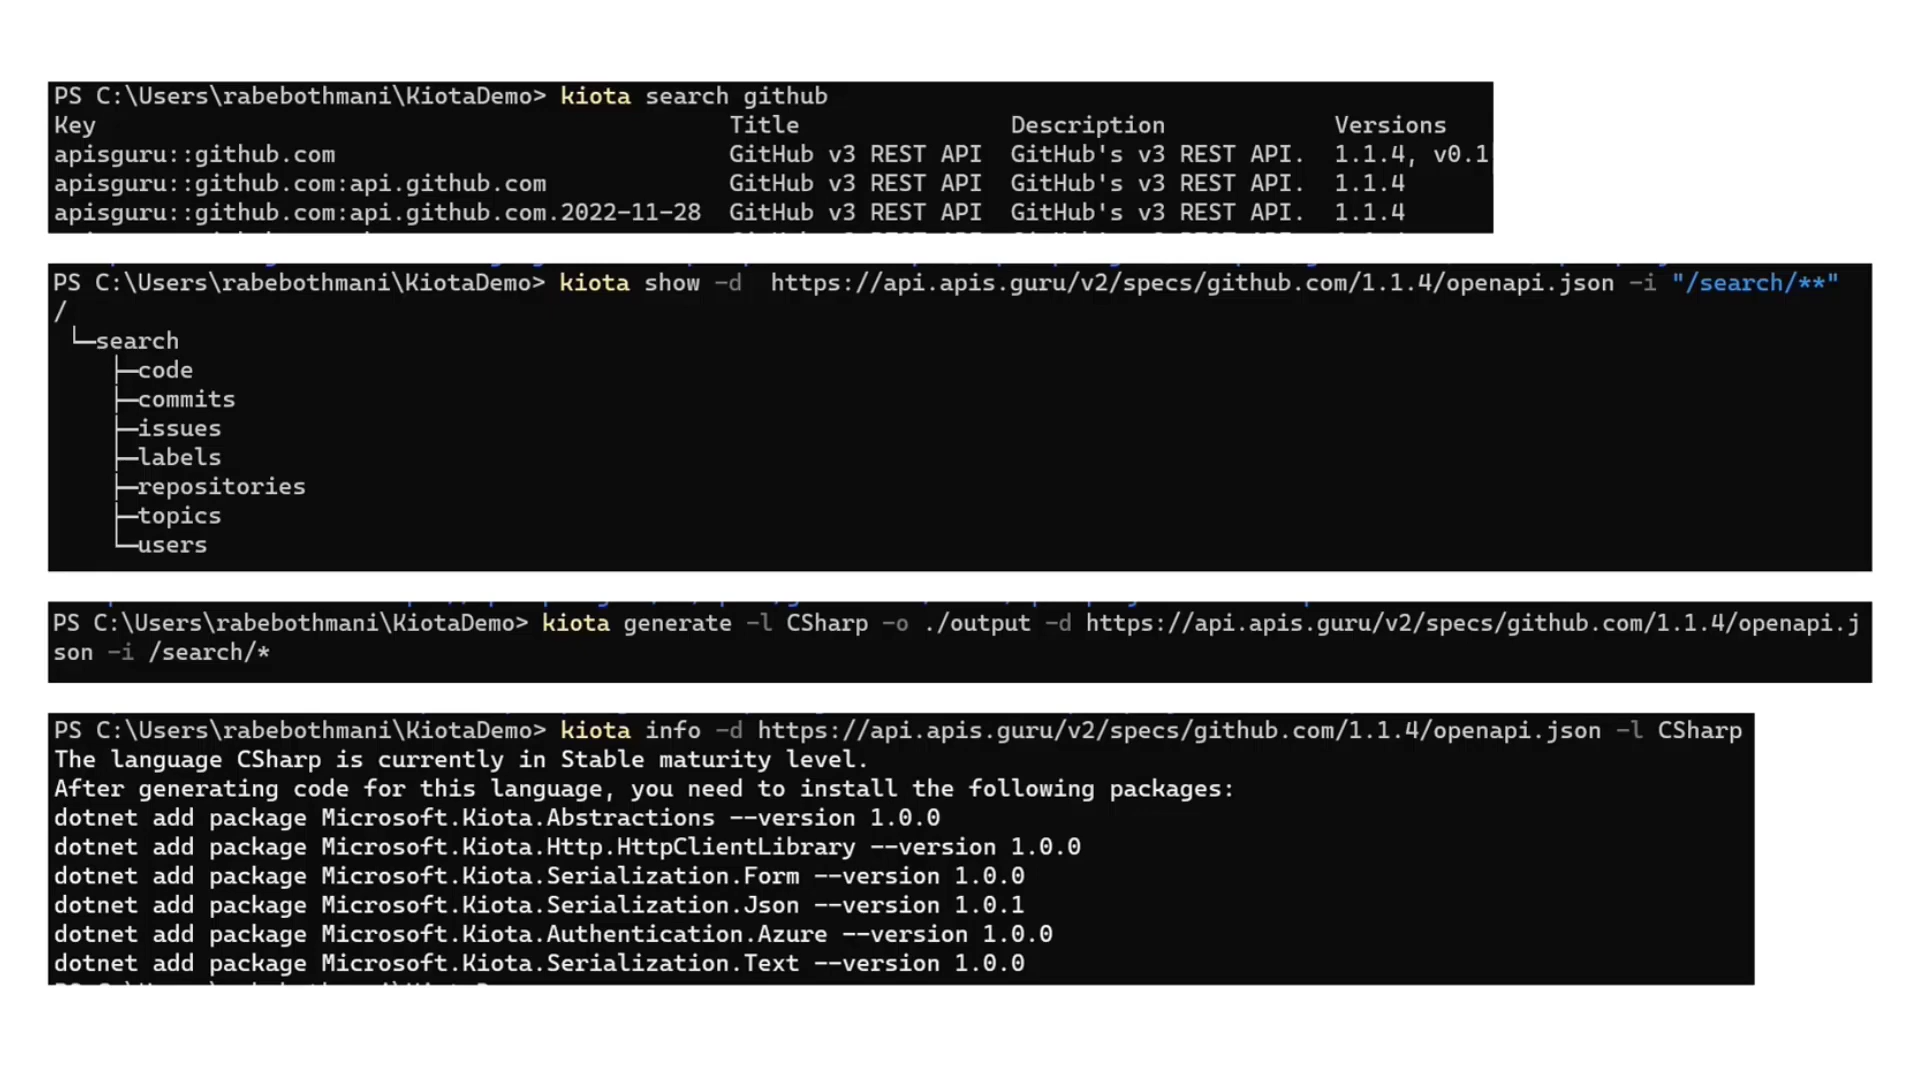 PS C:\Users\rabebothmani\KiotaDemo> kiota search github
Key Title Description Versions
apisguru::github.com GitHub v3 REST API GitHub's v3 REST API. 1.1.4, v0.1
apisguru::github.com:api.github.com GitHub v3 REST API GitHub's v3 REST API. 1.1.4
apisguru::github.com:api.github.com.2022-11-28 GitHub v3 REST API GitHub's v3 REST API. 1.1.4
PS C:\Users\rabebothmani\KiotaDemo> kiota show -d  https://api.apis.guru/v2/specs/github.com/1.1.4/openapi.json -i "/search/**"
/
└─search
├─code
├─commits
├─issues
├─labels
├─repositories
├─topics
└─users
PS C:\Users\rabebothmani\KiotaDemo> kiota generate -l CSharp -o ./output -d https://api.apis.guru/v2/specs/github.com/1.1.4/openapi.j
son -i /search/*
PS C:\Users\rabebothmani\KiotaDemo> kiota info -d https://api.apis.guru/v2/specs/github.com/1.1.4/openapi.json -l CSharp
The language CSharp is currently in Stable maturity level.
After generating code for this language, you need to install the following packages:
dotnet add package Microsoft.Kiota.Abstractions --version 1.0.0
dotnet add package Microsoft.Kiota.Http.HttpClientLibrary --version 1.0.0
dotnet add package Microsoft.Kiota.Serialization.Form --version 1.0.0
dotnet add package Microsoft.Kiota.Serialization.Json --version 1.0.1
dotnet add package Microsoft.Kiota.Authentication.Azure --version 1.0.0
dotnet add package Microsoft.Kiota.Serialization.Text --version 1.0.0